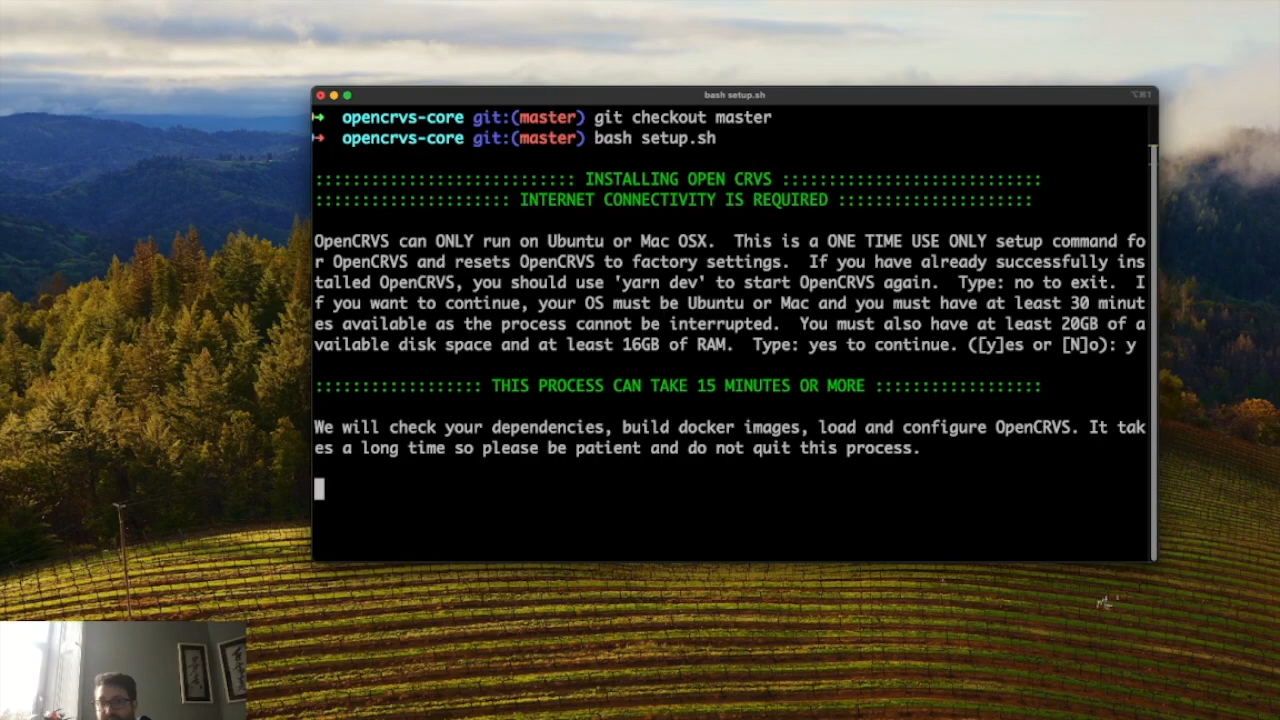 bash setup.sh
⌥⌘1
➜ opencrvs-core git:(master) git checkout master
➜ opencrvs-core git:(master) bash setup.sh
:::::::::::::::::::::::::::: INSTALLING OPEN CRVS ::::::::::::::::::::::::::::
::::::::::::::::::::: INTERNET CONNECTIVITY IS REQUIRED :::::::::::::::::::::
OpenCRVS can ONLY run on Ubuntu or Mac OSX.  This is a ONE TIME USE ONLY setup command fo
r OpenCRVS and resets OpenCRVS to factory settings.  If you have already successfully ins
talled OpenCRVS, you should use 'yarn dev' to start OpenCRVS again.  Type: no to exit.  I
f you want to continue, your OS must be Ubuntu or Mac and you must have at least 30 minut
es available as the process cannot be interrupted.  You must also have at least 20GB of a
vailable disk space and at least 16GB of RAM.  Type: yes to continue. ([y]es or [N]o): y
:::::::::::::::::: THIS PROCESS CAN TAKE 15 MINUTES OR MORE ::::::::::::::::::
We will check your dependencies, build docker images, load and configure OpenCRVS. It tak
es a long time so please be patient and do not quit this process.